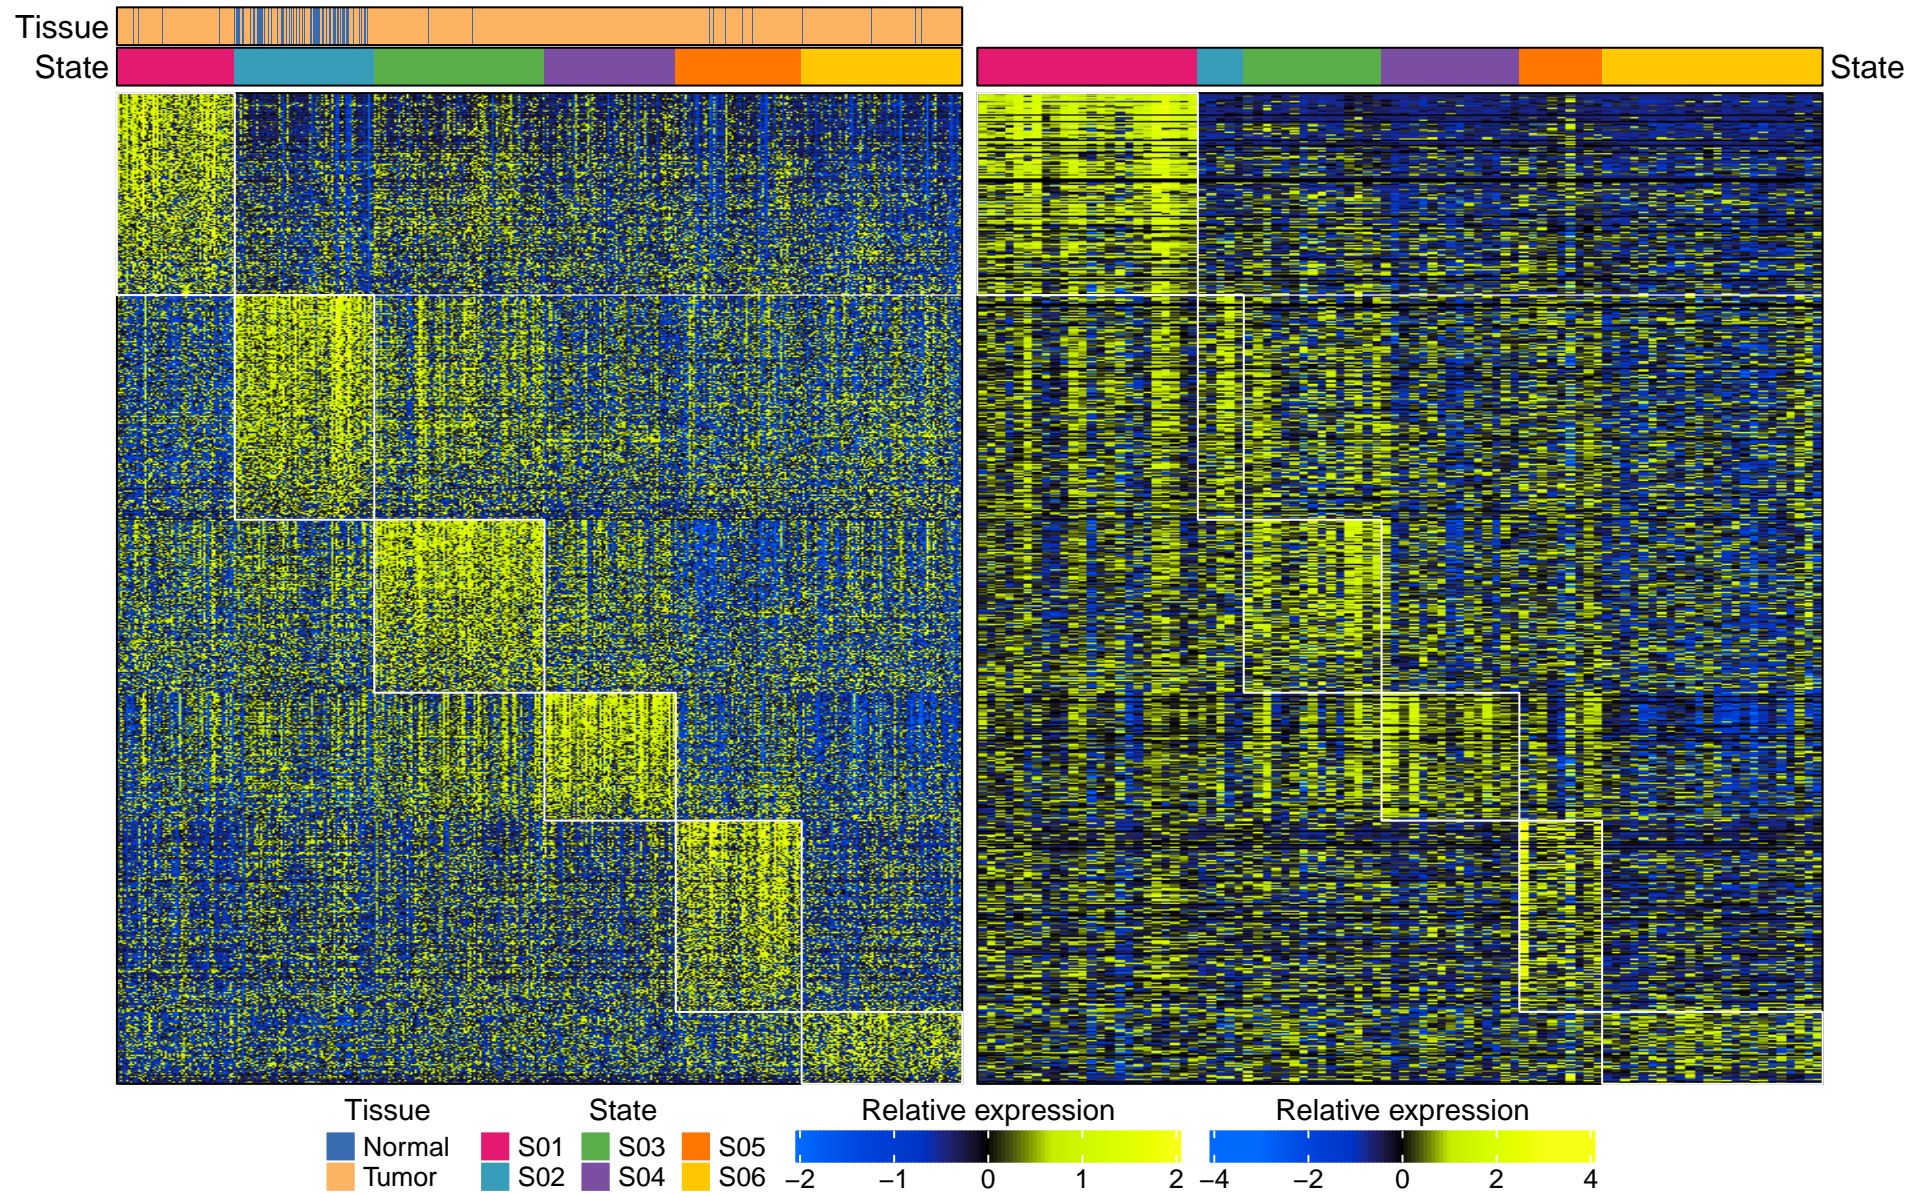 Tissue
State
State
Tissue State Relative expression Relative expression
Normal S01 S03 S05
Tumor S02 S04 S06
−2 −1 0 1 2 −4 −2 0 2 4